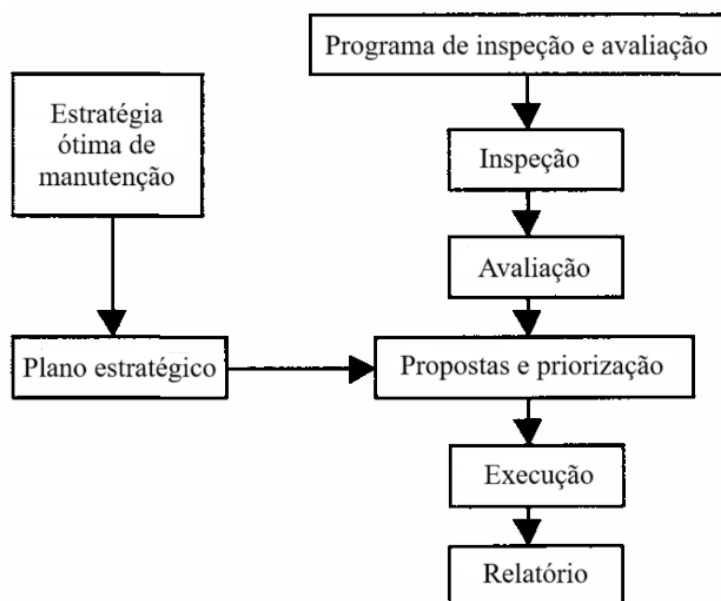 Programa de inspeção e avaliação
Estratégia
ótima de
manutenção
Inspeção
Avaliação
Plano estratégico
Propostas e priorização
Execução
Relatório